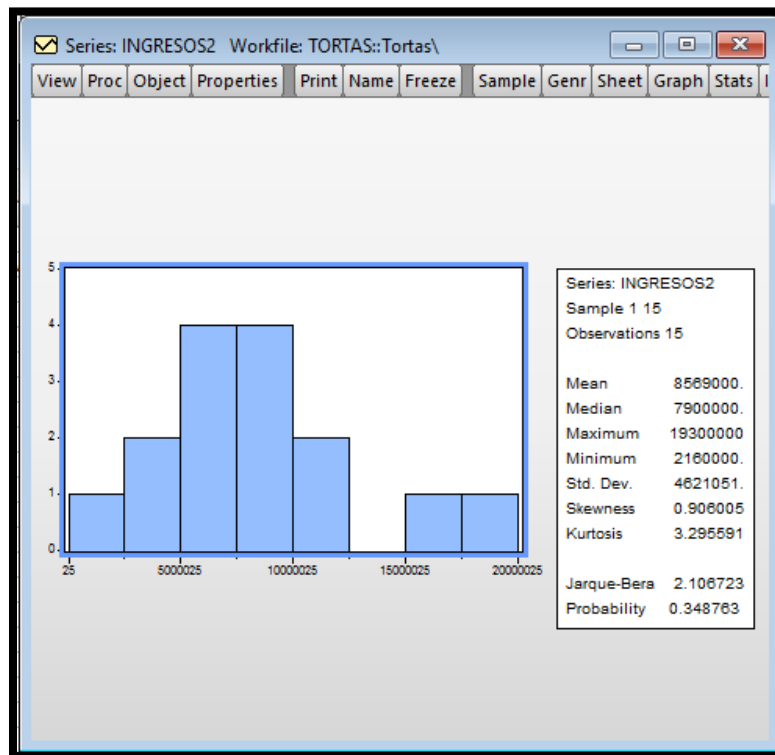 Series: INGRESOS2 Workfile: TORTAS::Tortas\
View Proc Object Properties Print Name Freeze Sample Genr Sheet Graph Stats I
5
4
3
2
1
0
25 5000025 10000025 15000025 20000025
Series: INGRESOS2
Sample 1 15
Observations 15
Mean 8569000.
Median 7900000.
Maximum 19300000
Minimum 2160000.
Std. Dev. 4621051.
Skewness 0.906005
Kurtosis 3.295591
Jarque-Bera 2.106723
Probability 0.348763